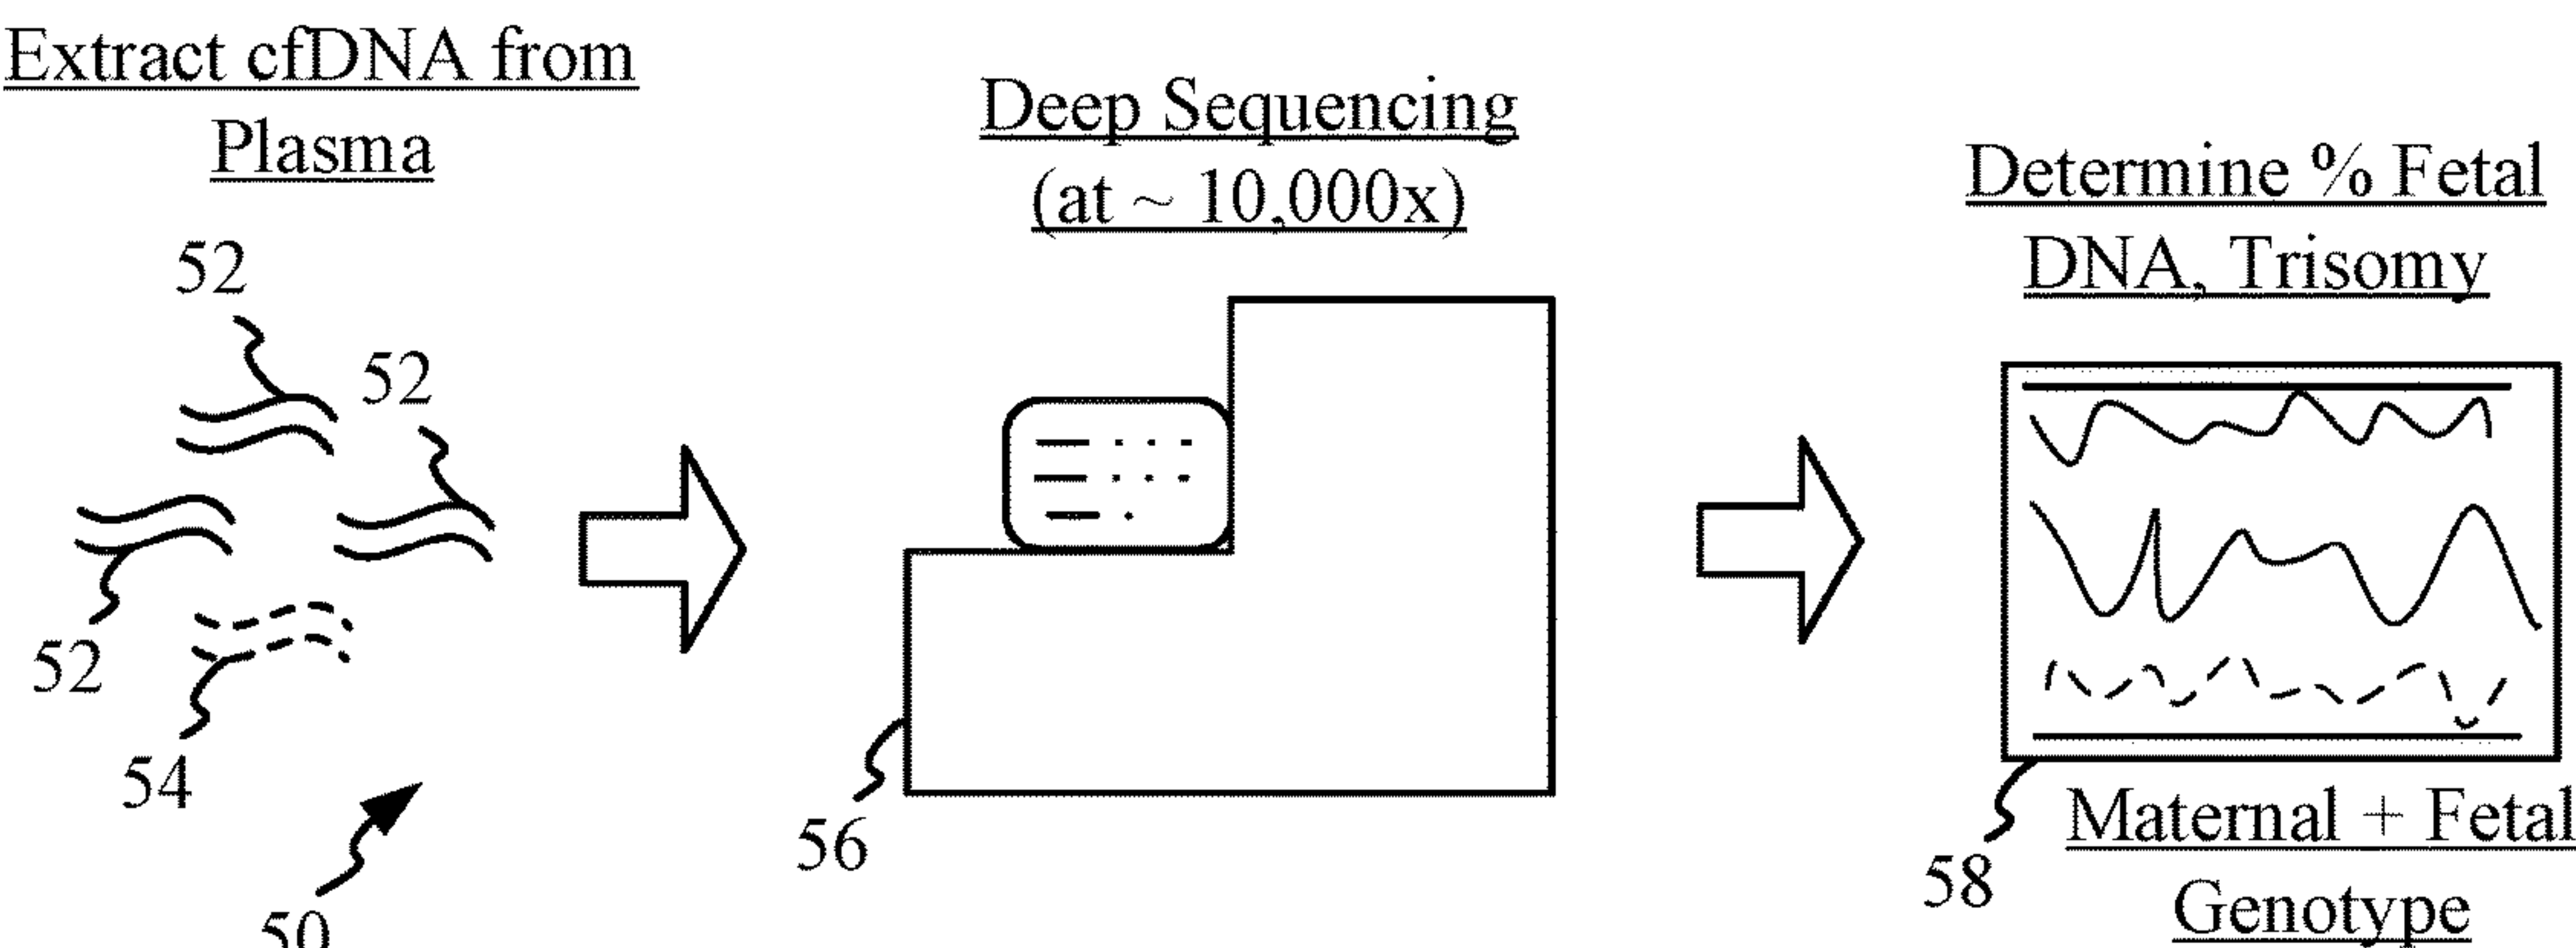 Extract cfDNA from
Plasma
52
52
52
54
50
Deep Sequencing
(at ~ 10,000x)
56
Determine % Fetal
DNA, Trisomy
58
Maternal + Fetal
Genotype